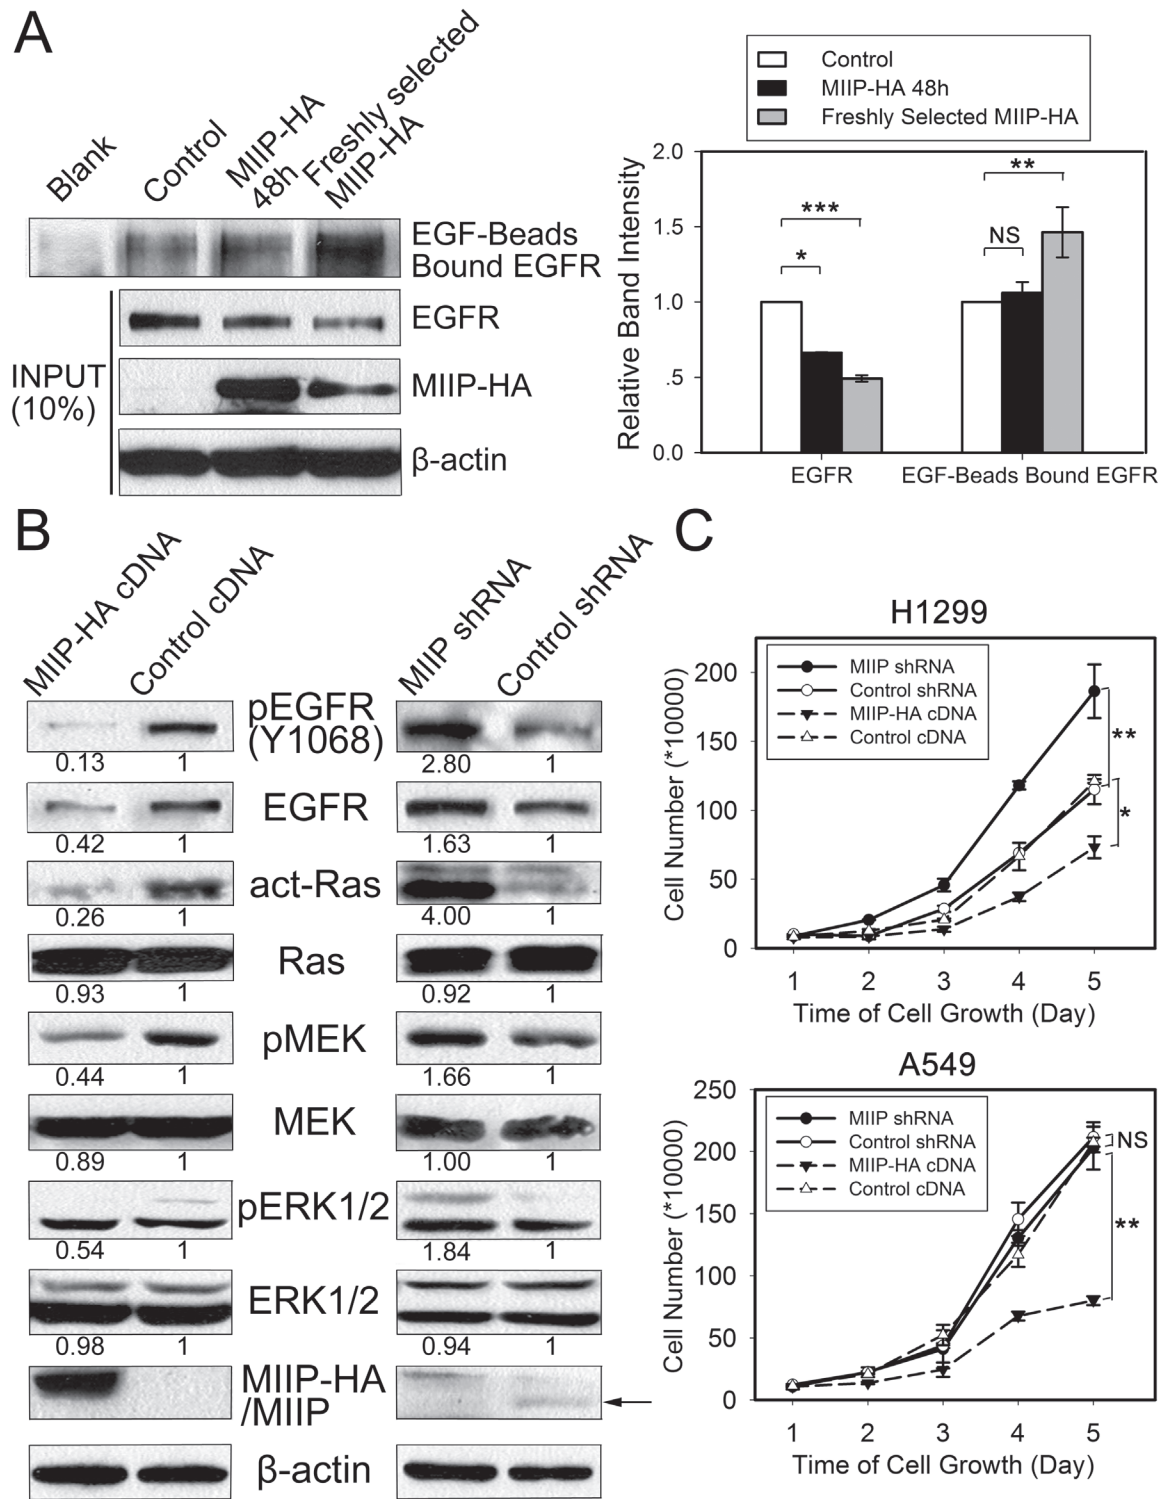 A
Blank
Control
MIIP-HA
48h
Freshly selected
MIIP-HA
EGF-Beads
Bound EGFR
EGFR
MIIP-HA
β-actin
INPUT
(10%)
Control
MIIP-HA 48h
Freshly Selected MIIP-HA
Relative Band Intensity
2.0
1.5
1.0
.5
0.0
***
*
**
NS
EGFR
EGF-Beads Bound EGFR
B
MIIP-HA cDNA
Control cDNA
MIIP shRNA
Control shRNA
pEGFR
(Y1068)
0.13 1 2.80 1
EGFR
0.42 1 1.63 1
act-Ras
0.26 1 4.00 1
Ras
0.93 1 0.92 1
pMEK
0.44 1 1.66 1
MEK
0.89 1 1.00 1
pERK1/2
0.54 1 1.84 1
ERK1/2
0.98 1 0.94 1
MIIP-HA
/MIIP
β-actin
C
H1299
MIIP shRNA
Control shRNA
MIIP-HA cDNA
Control cDNA
Cell Number (*10000)
200
150
100
50
0
**
*
1 2 3 4 5
Time of Cell Growth (Day)
A549
MIIP shRNA
Control shRNA
MIIP-HA cDNA
Control cDNA
Cell Number (*10000)
250
200
150
100
50
0
NS
**
1 2 3 4 5
Time of Cell Growth (Day)